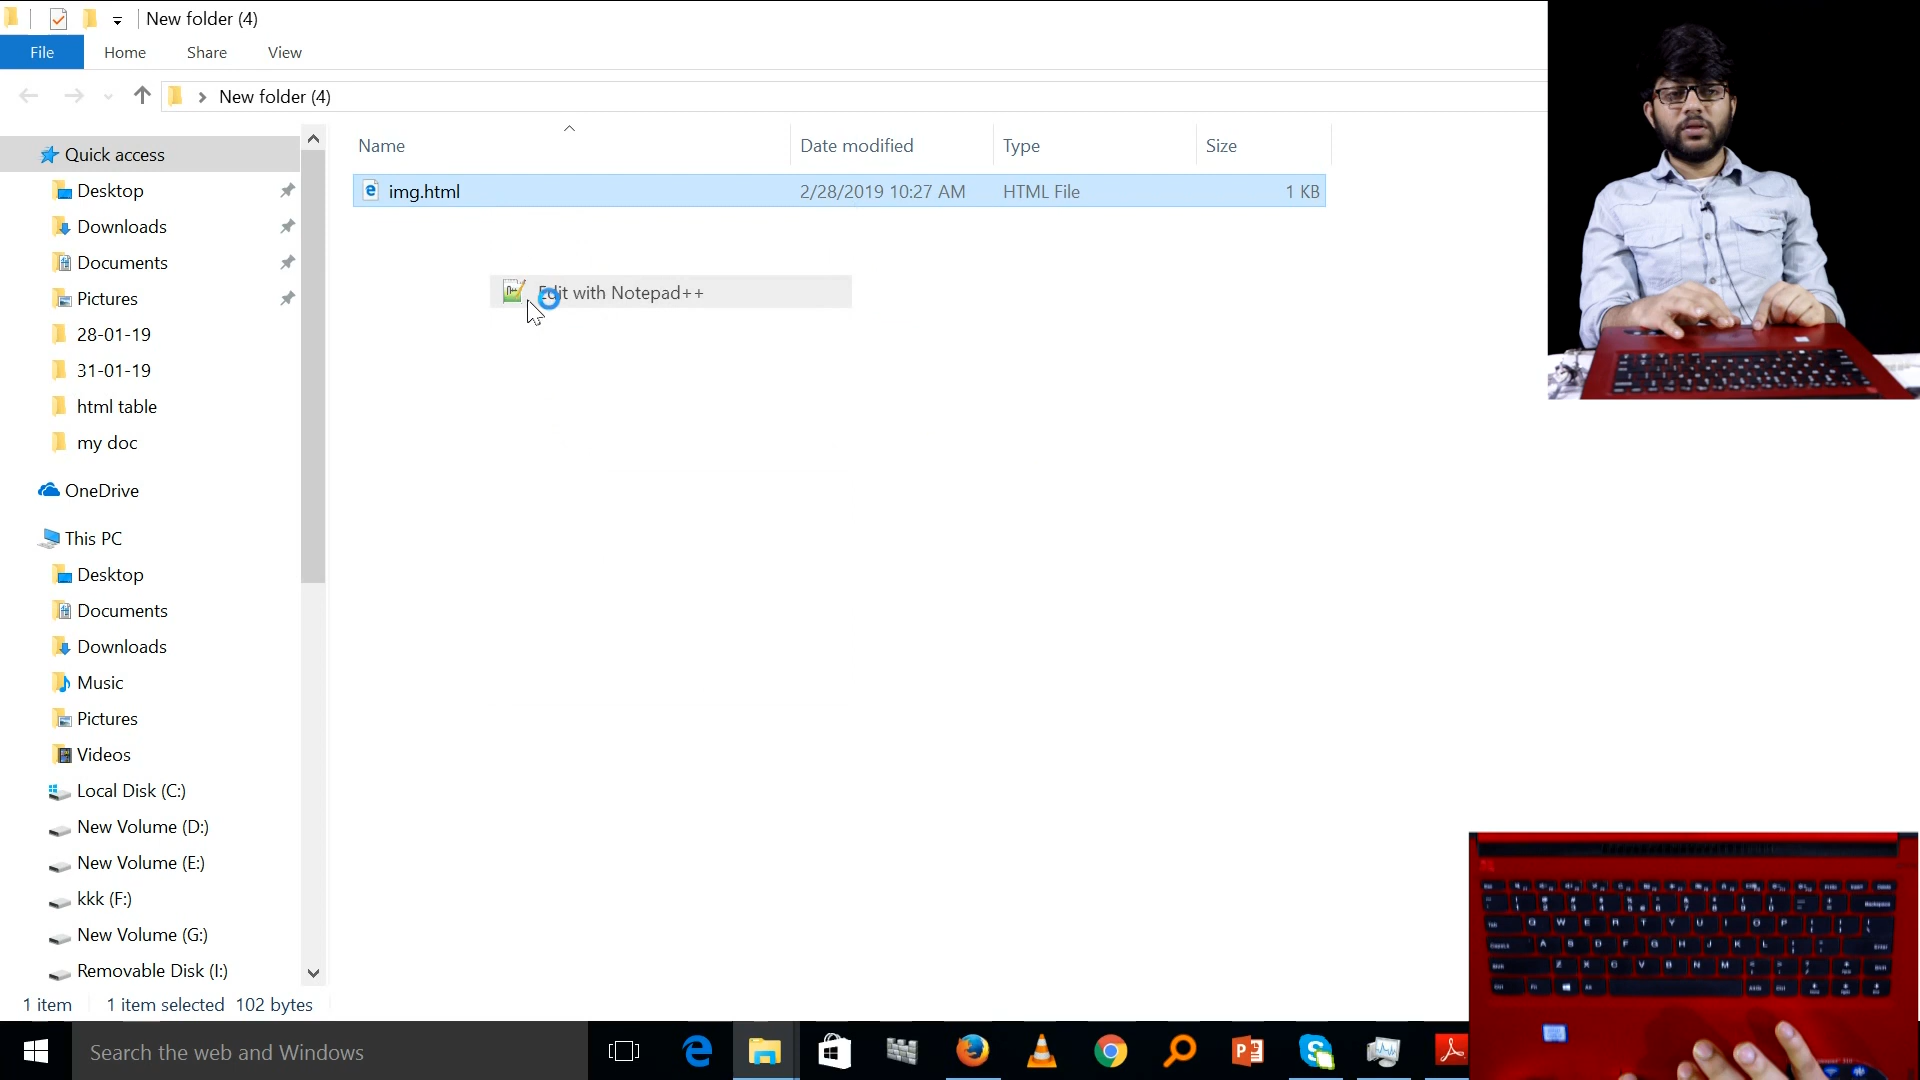 New folder (4)
File Home Share View
New folder (4)
Name Date modified Type Size
Quick access
img.html 2/28/2019 10:27 AM HTML File 1 KB
Desktop
Downloads
Documents
Edit with Notepad++
Pictures
28-01-19
31-01-19
html table
my doc
OneDrive
This PC
Desktop
Documents
Downloads
Music
Pictures
Videos
Local Disk (C:)
New Volume (D:)
New Volume (E:)
kkk (F:)
New Volume (G:)
Removable Disk (I:)
1 item 1 item selected 102 bytes
Search the web and Windows
Q W E R T Y U I O P
A S D F G H J K L